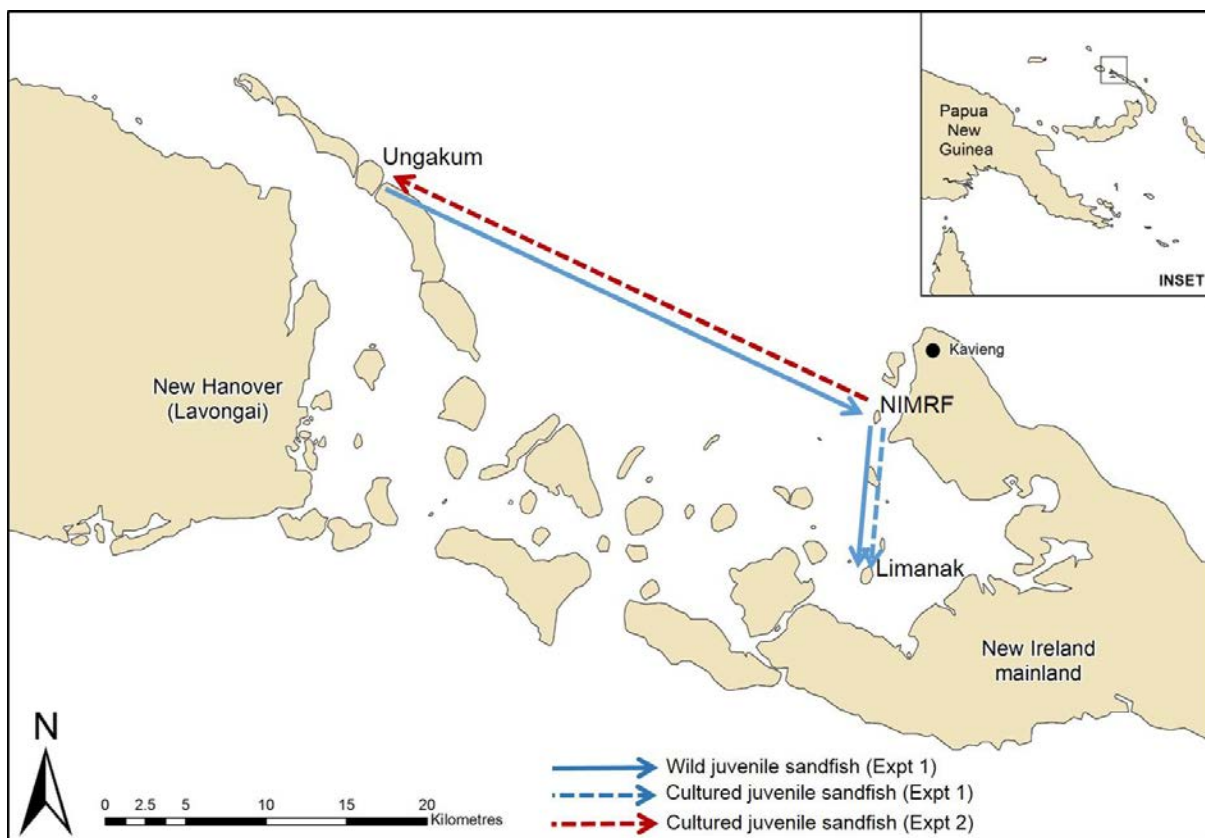 Papua
New
Guinea
INSET
Ungakum
Kavieng
New Hanover
(Lavongai)
NIMRF
Limanak
New Ireland
mainland
N
0 2.5 5 10 15 20
Kilometres
Wild juvenile sandfish (Expt 1)
Cultured juvenile sandfish (Expt 1)
Cultured juvenile sandfish (Expt 2)